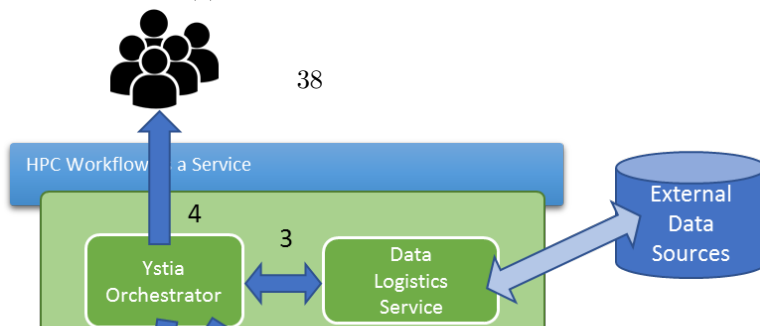 38
HPC Workflow s a Service
4
3
Ystia
Orchestrator
Data
Logistics
Service
External
Data
Sources